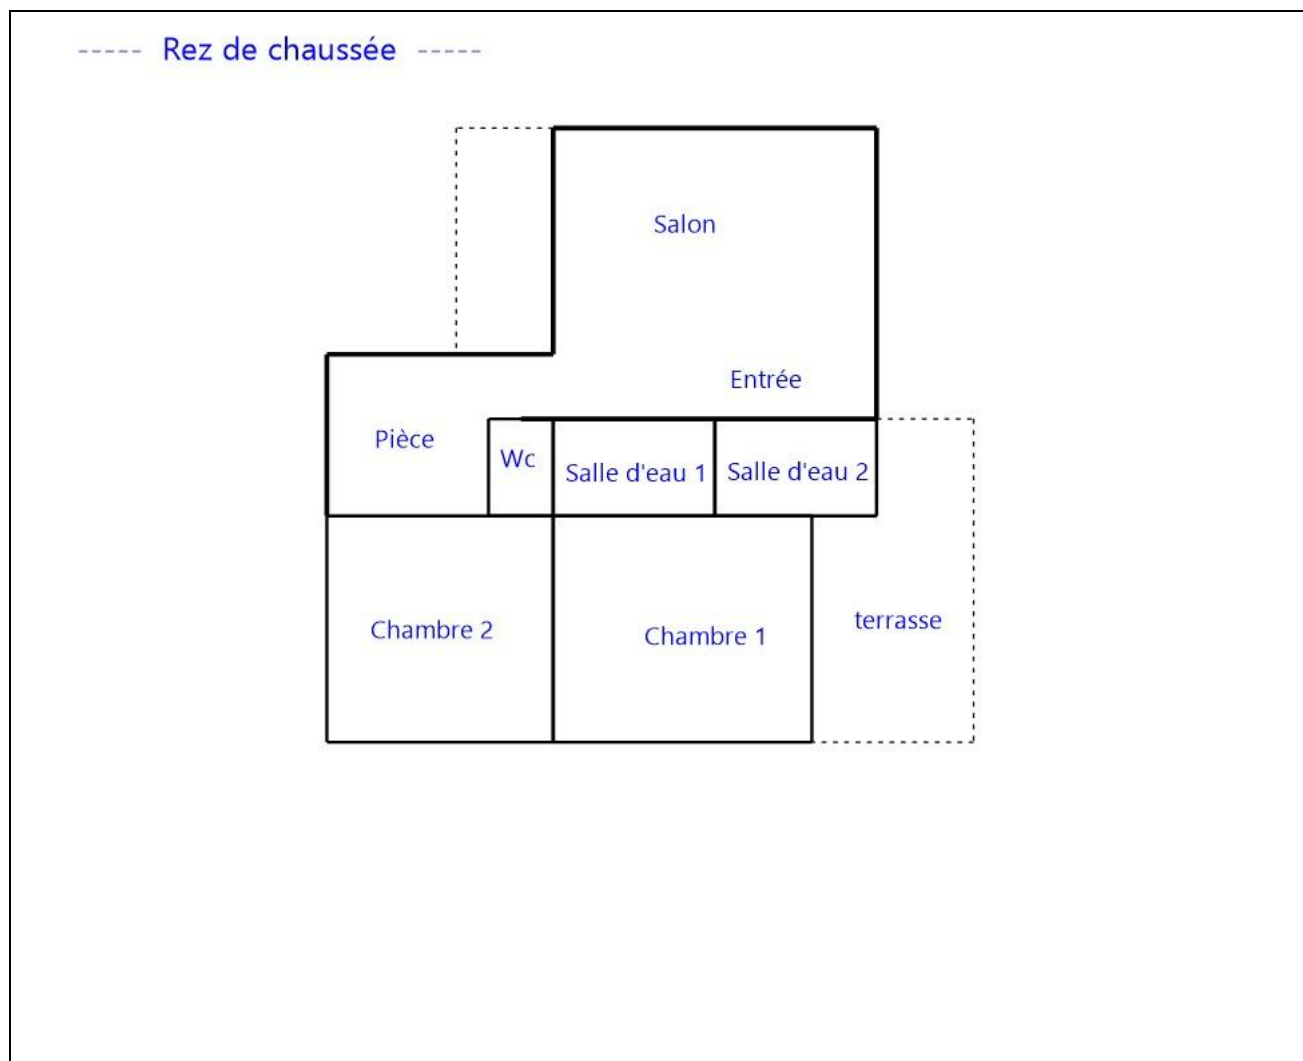 ----- Rez de chaussée -----
Salon
Entrée
Pièce
Wc
Salle d'eau 1
Salle d'eau 2
Chambre 2
Chambre 1
terrasse